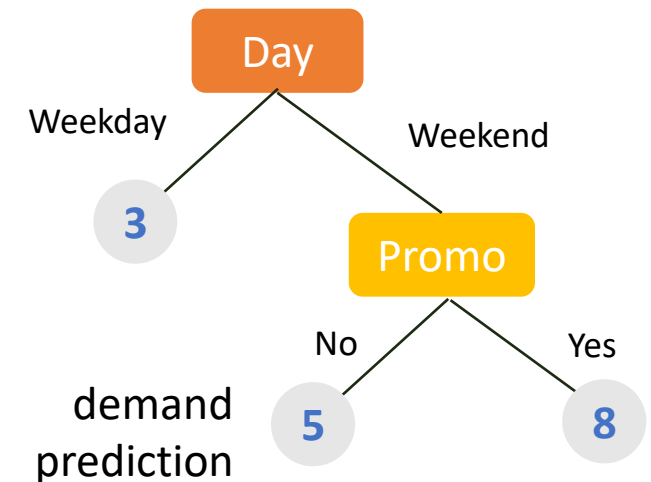 Day
Weekday
Weekend
3
Promo
No
Yes
demand
prediction
5
8